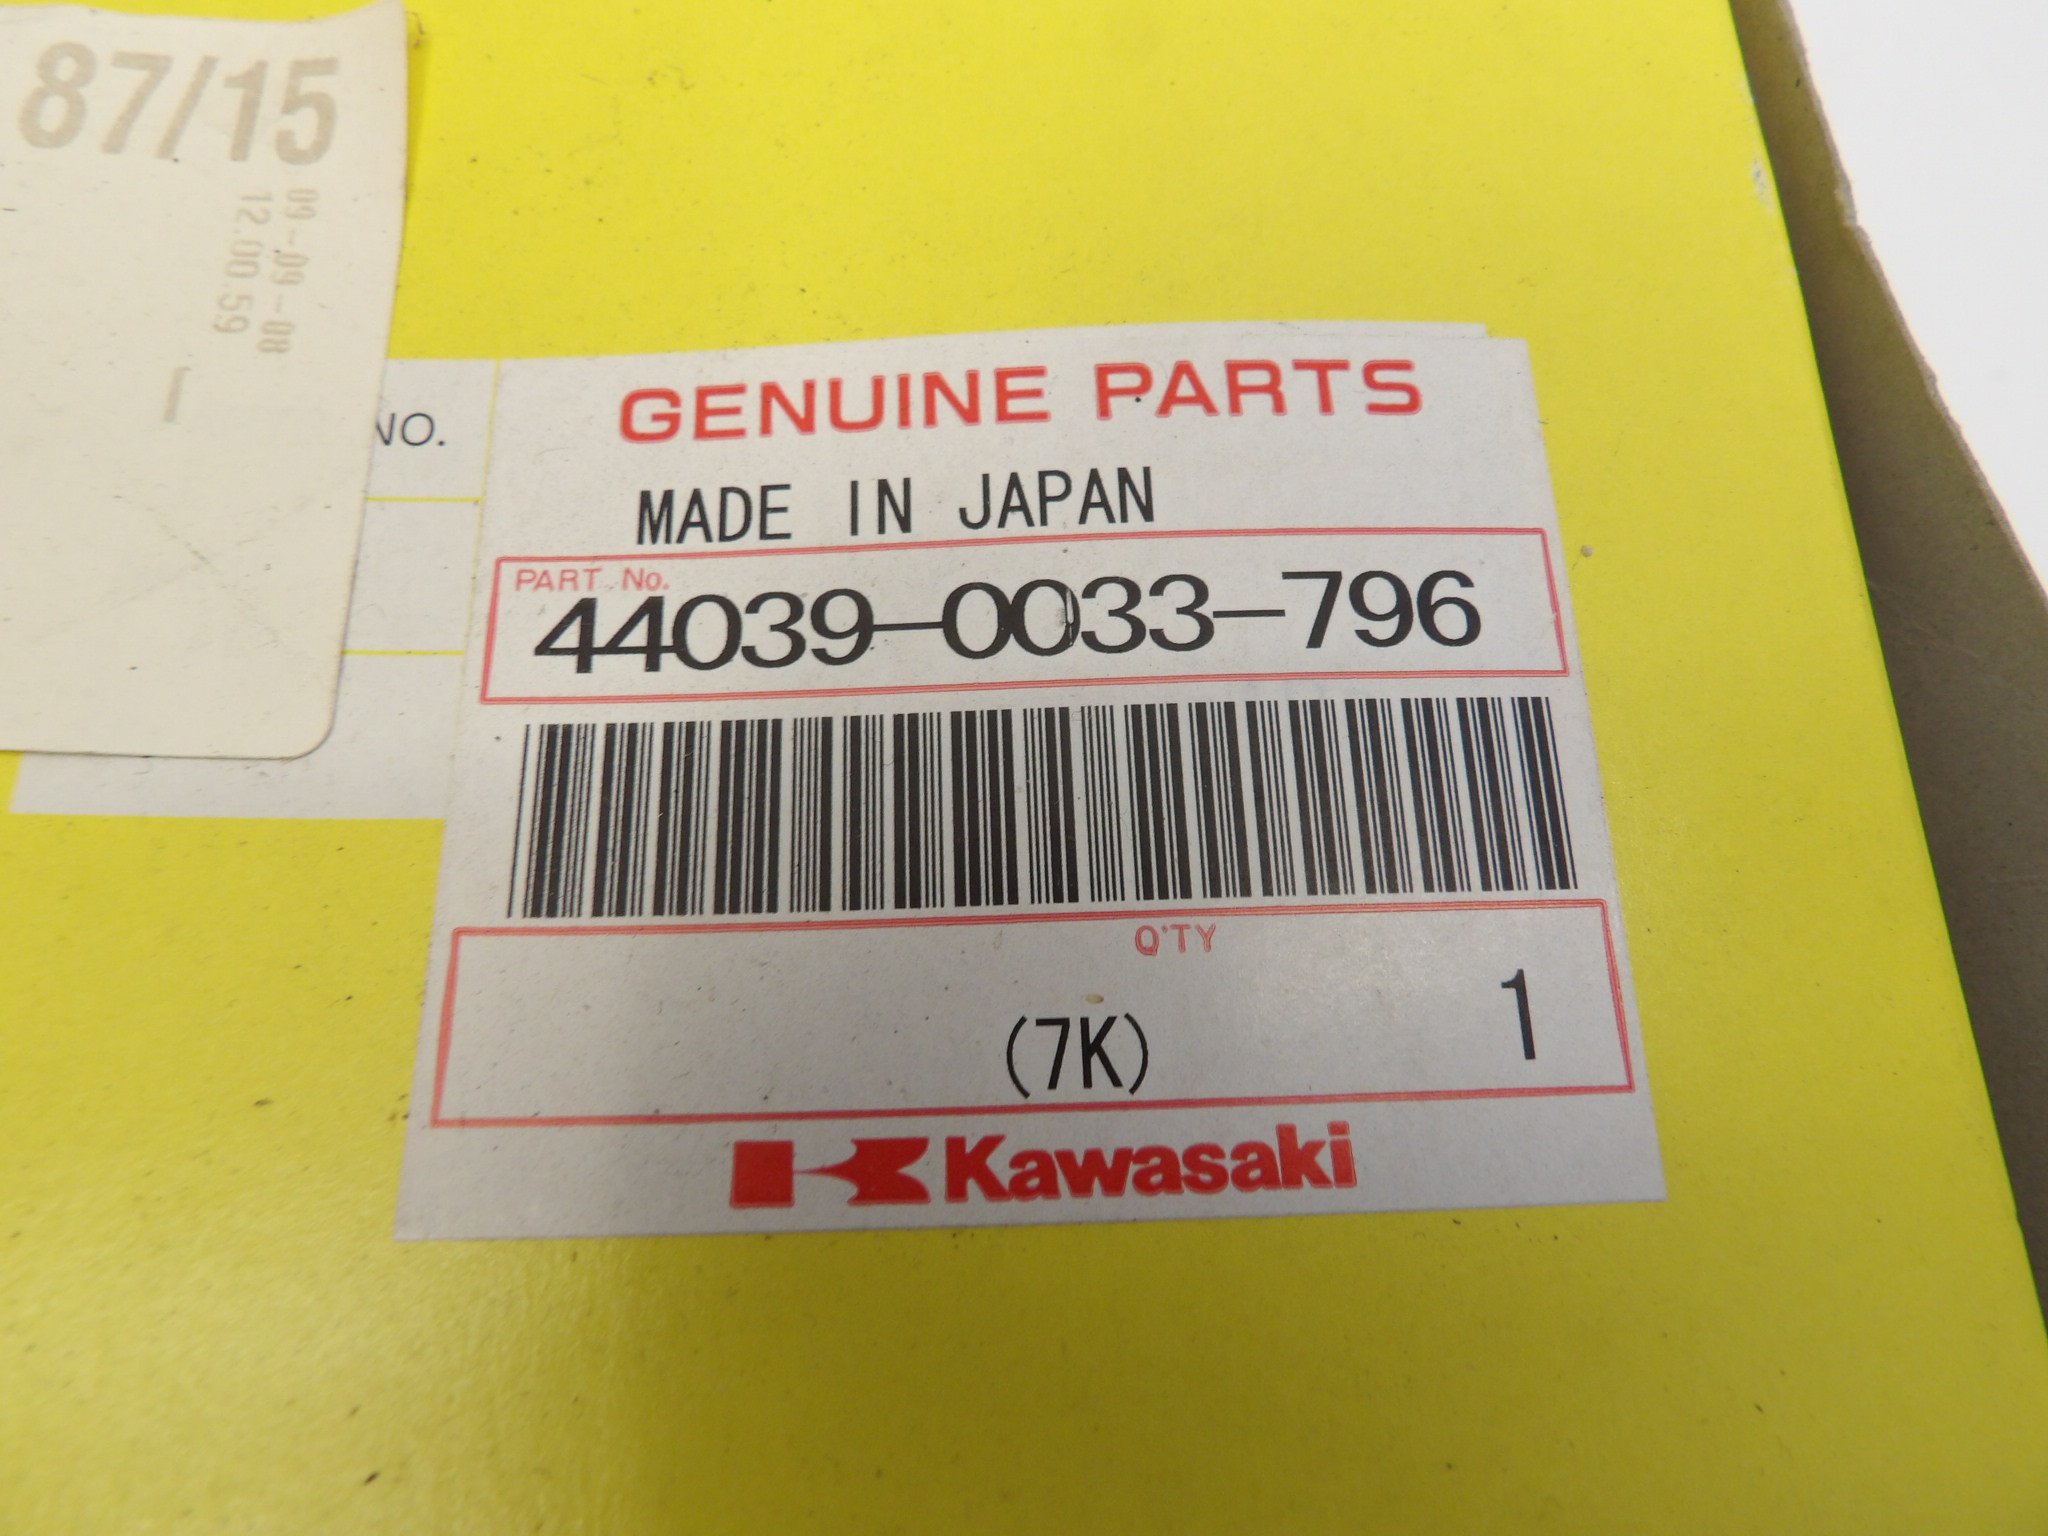 87/15
09-09-08
12.00.59
NO.
GENUINE PARTS
MADE IN JAPAN
PART No.
44039-0033-796
Q'TY
(7K)
1
Kawasaki